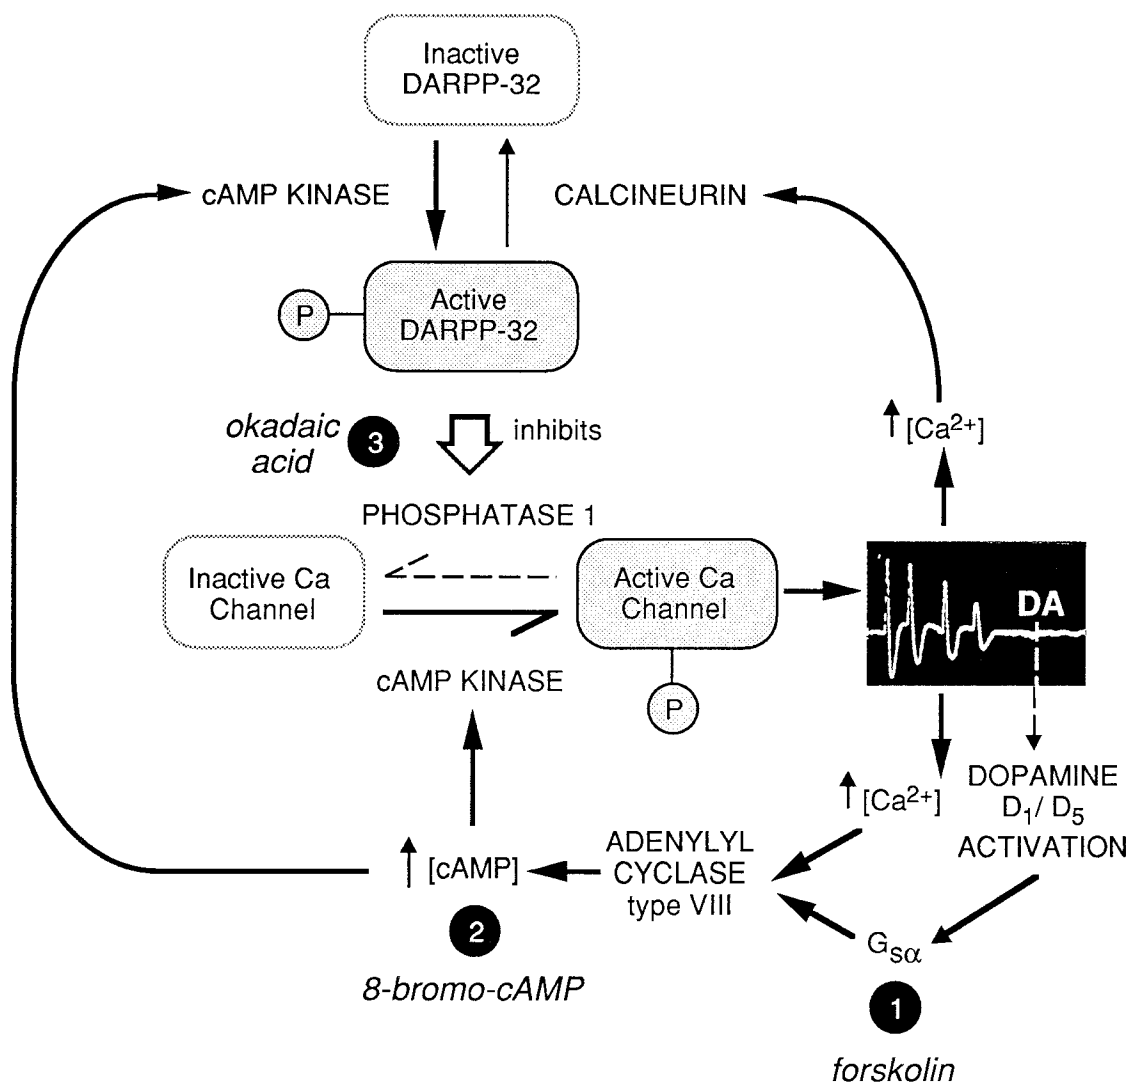 Inactive
DARPP-32
cAMP KINASE
CALCINEURIN
P
Active
DARPP-32
okadaic
acid
3
inhibits
↑ [Ca2+]
PHOSPHATASE 1
Inactive Ca
Channel
Active Ca
Channel
DA
cAMP KINASE
P
↑ [Ca2+]
DOPAMINE
D1/ D5
ACTIVATION
↑ [cAMP]
ADENYLYL
CYCLASE
type VIII
2
8-bromo-cAMP
Gsα
1
forskolin